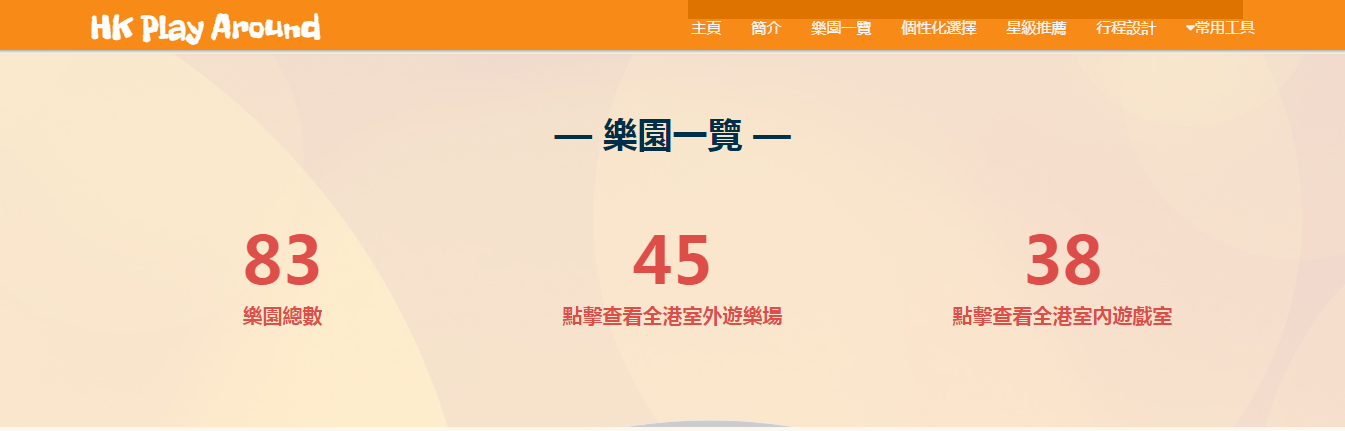 HK Play Around
主頁 簡介 樂園一覽 個性化選擇 星級推薦 行程設計 常用工具
— 樂園一覽 —
83 45 38
樂園總數 點擊查看全港室外遊樂場 點擊查看全港室內遊戲室